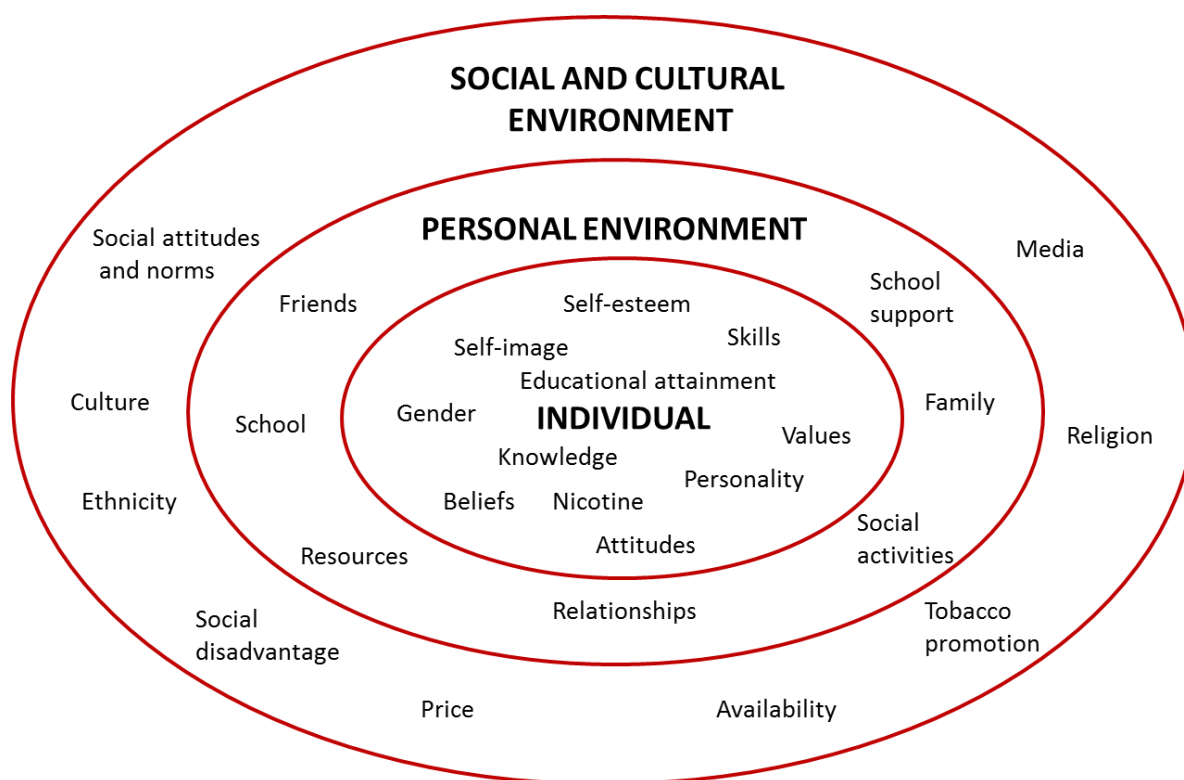 SOCIAL AND CULTURAL
ENVIRONMENT
PERSONAL ENVIRONMENT
Social attitudes
and norms
Media
School
support
Friends
Self-esteem
Skills
Self-image
Educational attainment
Culture
Gender
INDIVIDUAL
Family
School
Values
Religion
Knowledge
Personality
Ethnicity
Beliefs
Nicotine
Social
activities
Attitudes
Resources
Relationships
Social
disadvantage
Tobacco
promotion
Price
Availability